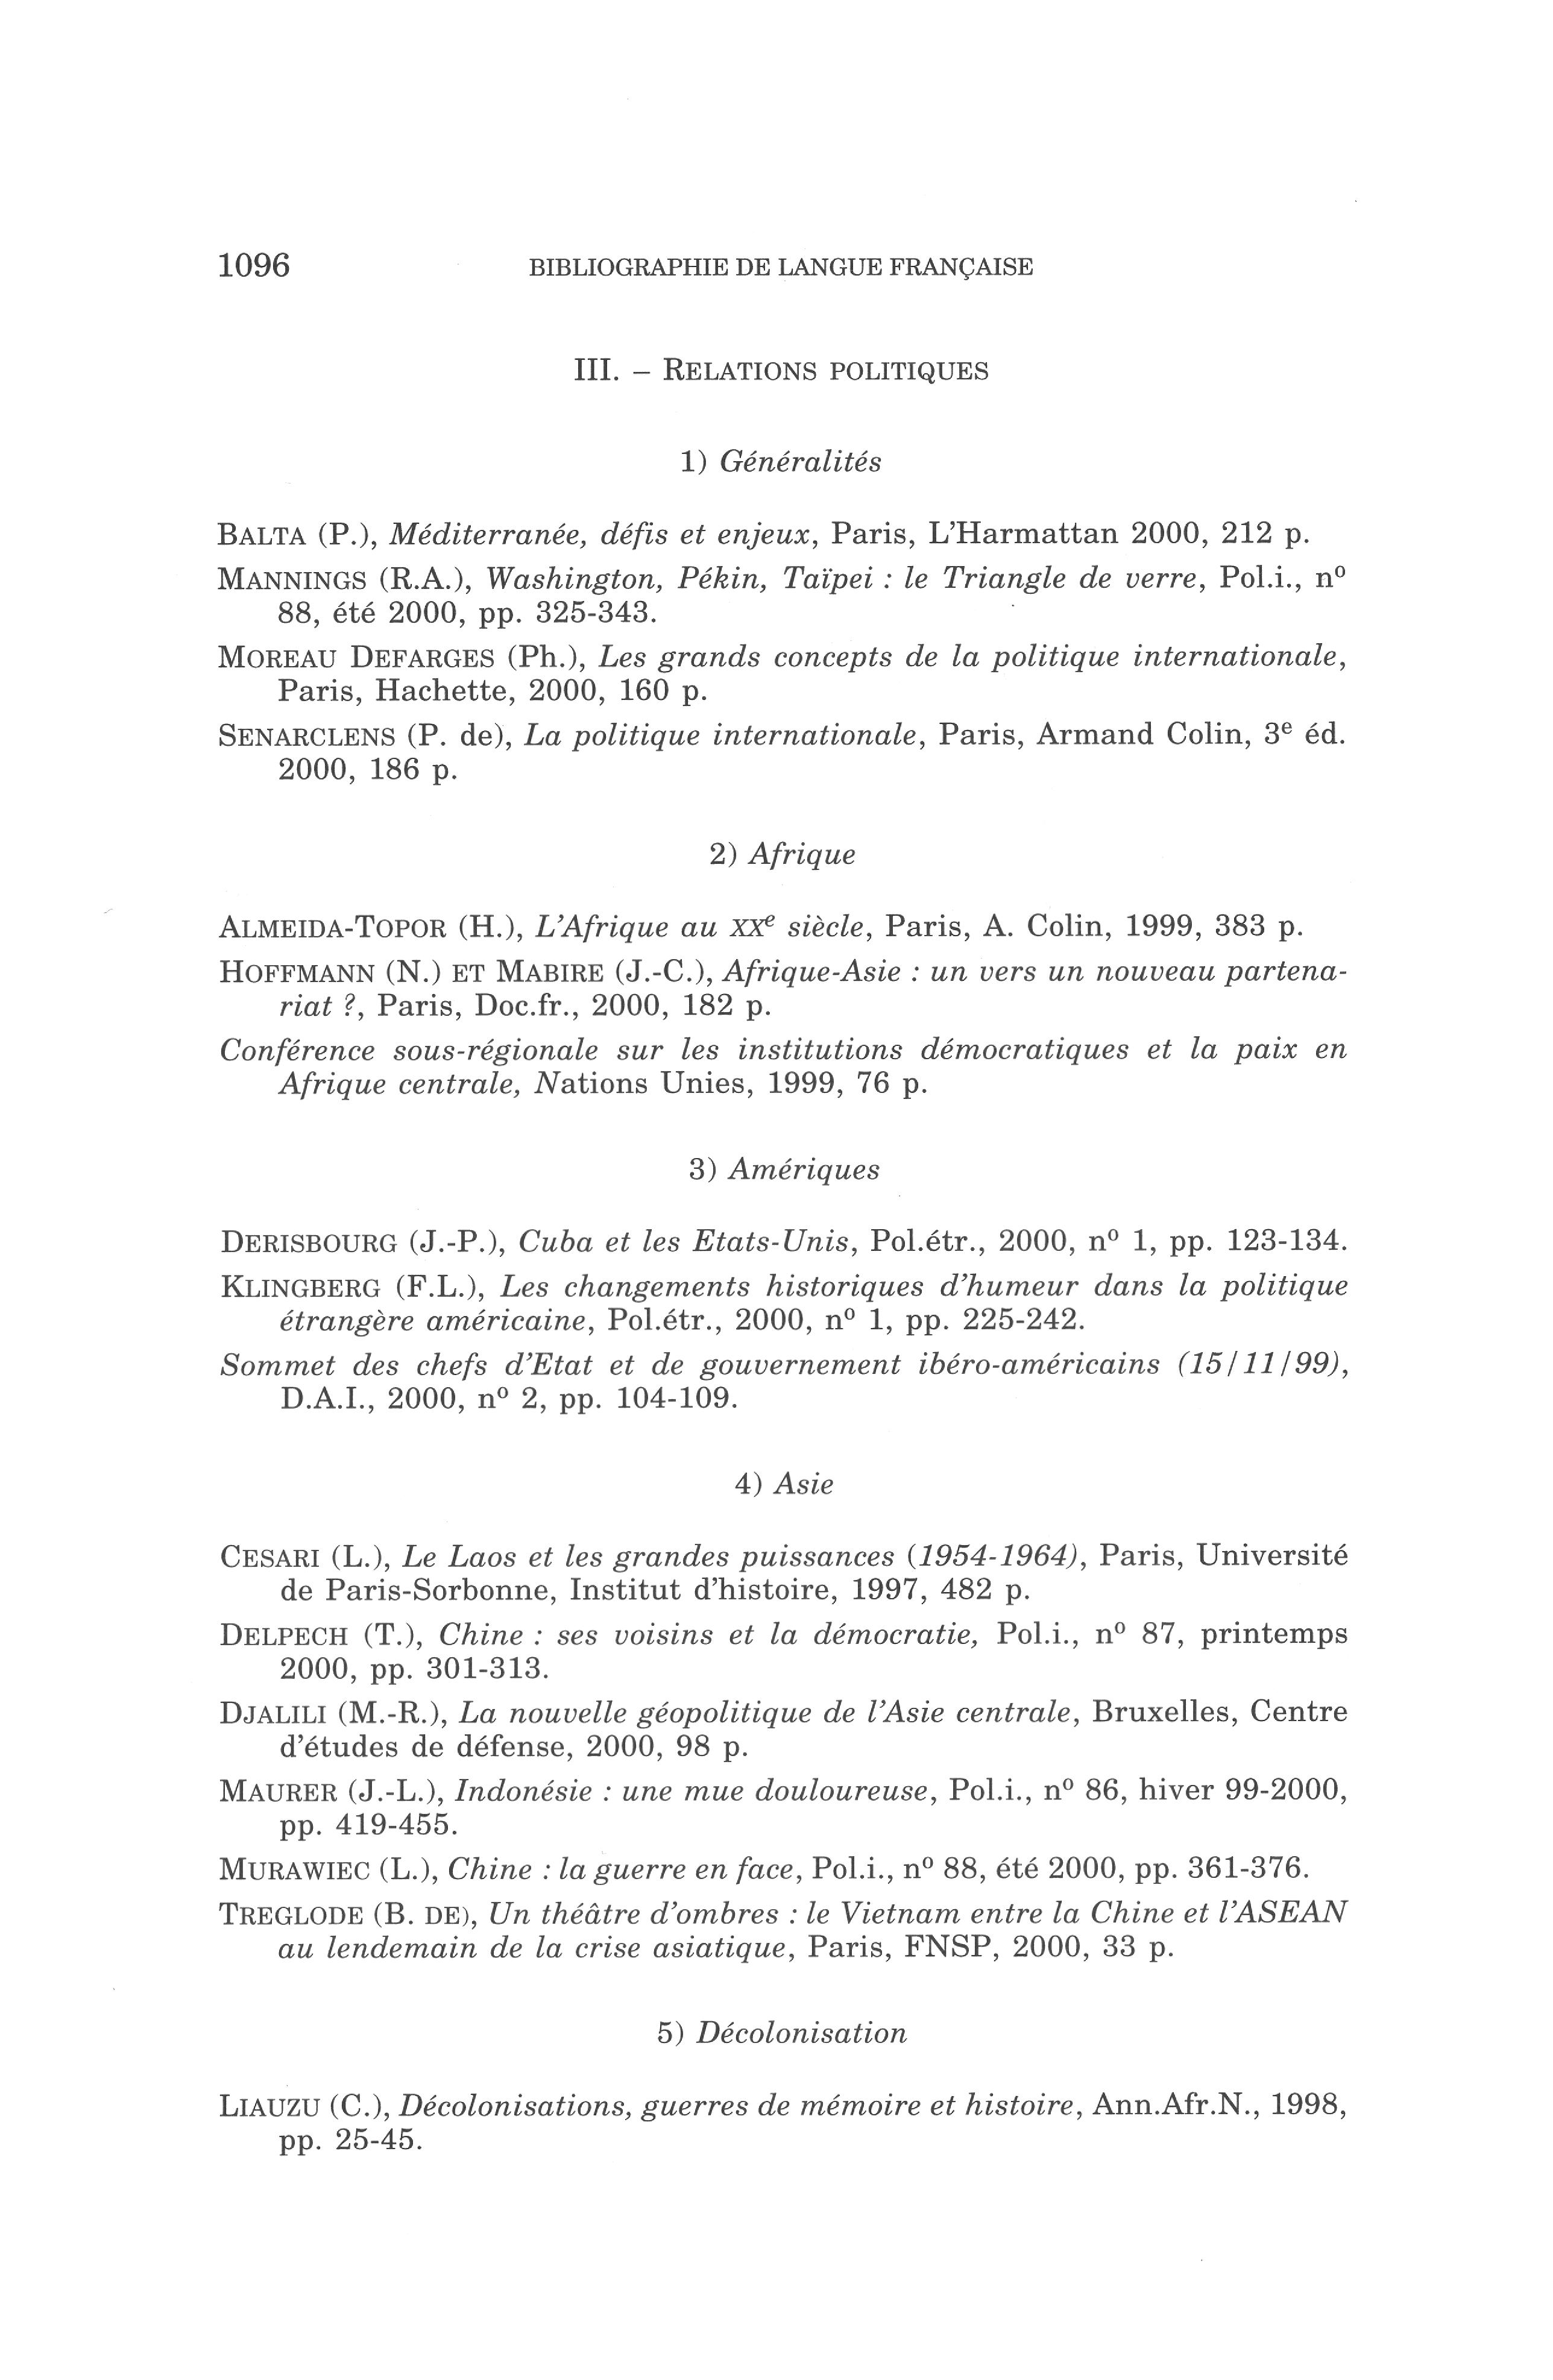 1096 BIBLIOGRAPHIE DE LANGUE FRANÇAISE
III. – RELATIONS POLITIQUES
1) Généralités
BALTA (P.), Méditerranée, défis et enjeux, Paris, L'Harmattan 2000, 212 p.
MANNINGS (R.A.), Washington, Pékin, Taïpei : le Triangle de verre, Pol.i., nº
88, été 2000, pp. 325-343.
MOREAU DEFARGES (Ph.), Les grands concepts de la politique internationale,
Paris, Hachette, 2000, 160 p.
SENARCLENS (P. de), La politique internationale, Paris, Armand Colin, 3e éd.
2000, 186 p.
2) Afrique
ALMEIDA-TOPOR (H.), L'Afrique au XXe siècle, Paris, A. Colin, 1999, 383 p.
HOFFMANN (N.) ET MABIRE (J.-C.), Afrique-Asie : un vers un nouveau partena-
riat ?, Paris, Doc.fr., 2000, 182 p.
Conférence sous-régionale sur les institutions démocratiques et la paix en
Afrique centrale, Nations Unies, 1999, 76 p.
3) Amériques
DERISBOURG (J.-P.), Cuba et les Etats-Unis, Pol.étr., 2000, nº 1, pp. 123-134.
KLINGBERG (F.L.), Les changements historiques d'humeur dans la politique
étrangère américaine, Pol.étr., 2000, nº 1, pp. 225-242.
Sommet des chefs d'Etat et de gouvernement ibéro-américains (15/11/99),
D.A.I., 2000, nº 2, pp. 104-109.
4) Asie
CESARI (L.), Le Laos et les grandes puissances (1954-1964), Paris, Université
de Paris-Sorbonne, Institut d'histoire, 1997, 482 p.
DELPECH (T.), Chine : ses voisins et la démocratie, Pol.i., nº 87, printemps
2000, pp. 301-313.
DJALILI (M.-R.), La nouvelle géopolitique de l'Asie centrale, Bruxelles, Centre
d'études de défense, 2000, 98 p.
MAURER (J.-L.), Indonésie : une mue douloureuse, Pol.i., nº 86, hiver 99-2000,
pp. 419-455.
MURAWIEC (L.), Chine : la guerre en face, Pol.i., nº 88, été 2000, pp. 361-376.
TREGLODE (B. DE), Un théâtre d'ombres : le Vietnam entre la Chine et l'ASEAN
au lendemain de la crise asiatique, Paris, FNSP, 2000, 33 p.
5) Décolonisation
LIAUZU (C.), Décolonisations, guerres de mémoire et histoire, Ann.Afr.N., 1998,
pp. 25-45.